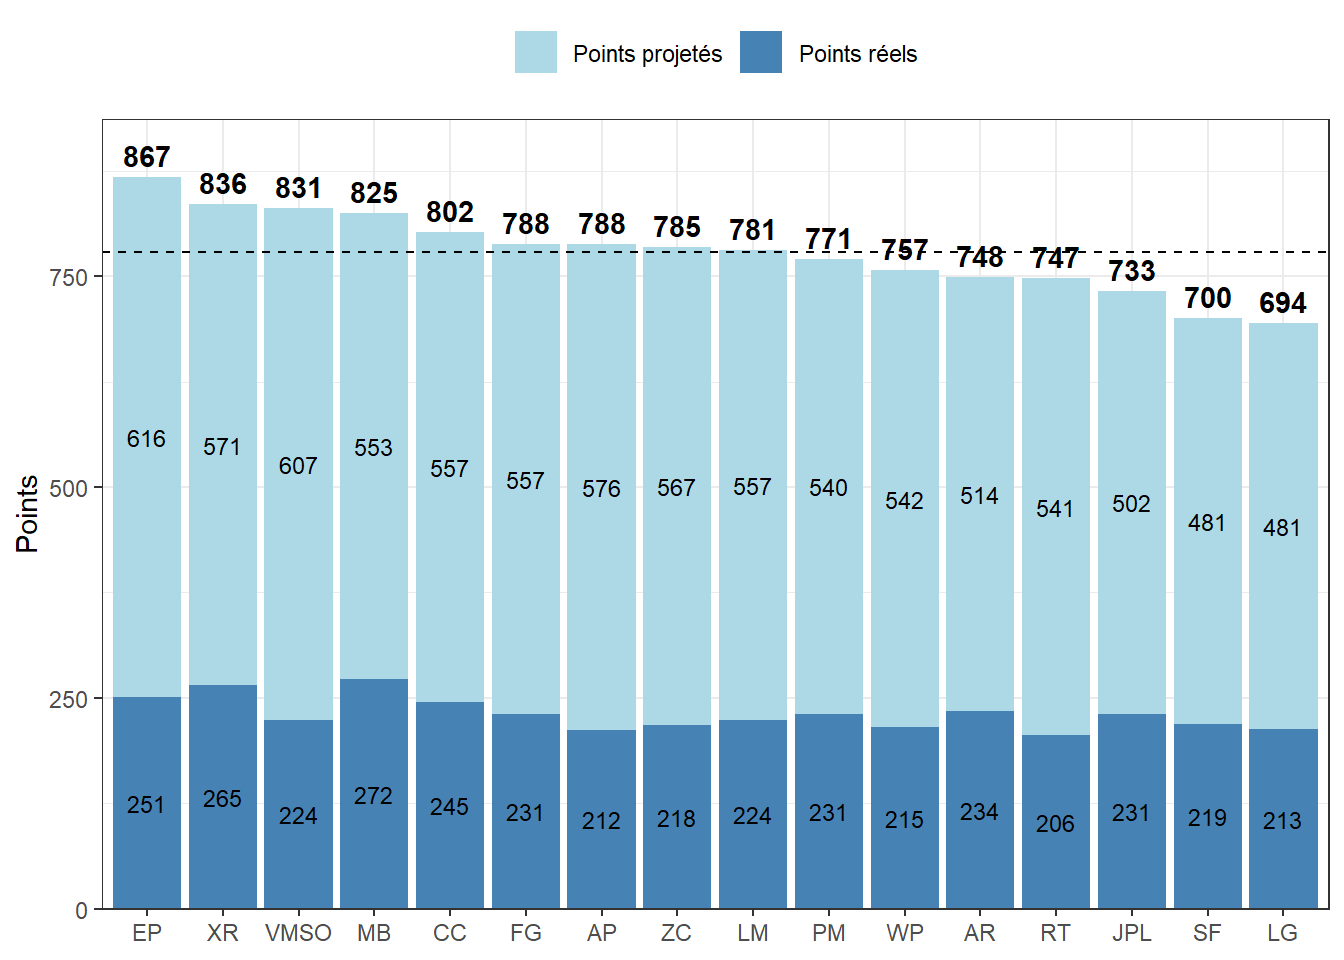 Points projetés Points réels
867 836 831 825 802 788 788 785 781 771 757 748 747 733 700 694
750
616 571 607 553 557 557 576 567 557 540 542 514 541 502 481 481
500
Points
250
251 265 224 272 245 231 212 218 224 231 215 234 206 231 219 213
0
EP XR VMSO MB CC FG AP ZC LM PM WP AR RT JPL SF LG